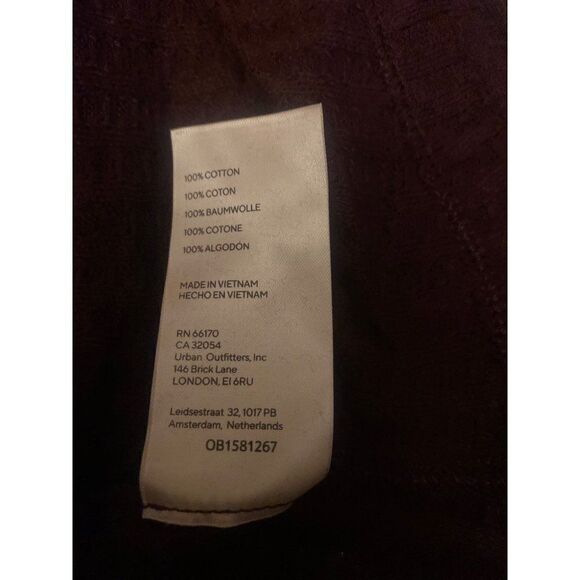 100% COTTON
100% COTON
100% BAUMWOLLE
100% COTONE
100% ALGODÓN
MADE IN VIETNAM
HECHO EN VIETNAM
RN 66170
CA 32054
Urban Outfitters, Inc
146 Brick Lane
LONDON, EI 6RU
Leidsestraat 32, 1017 PB
Amsterdam, Netherlands
OB1581267